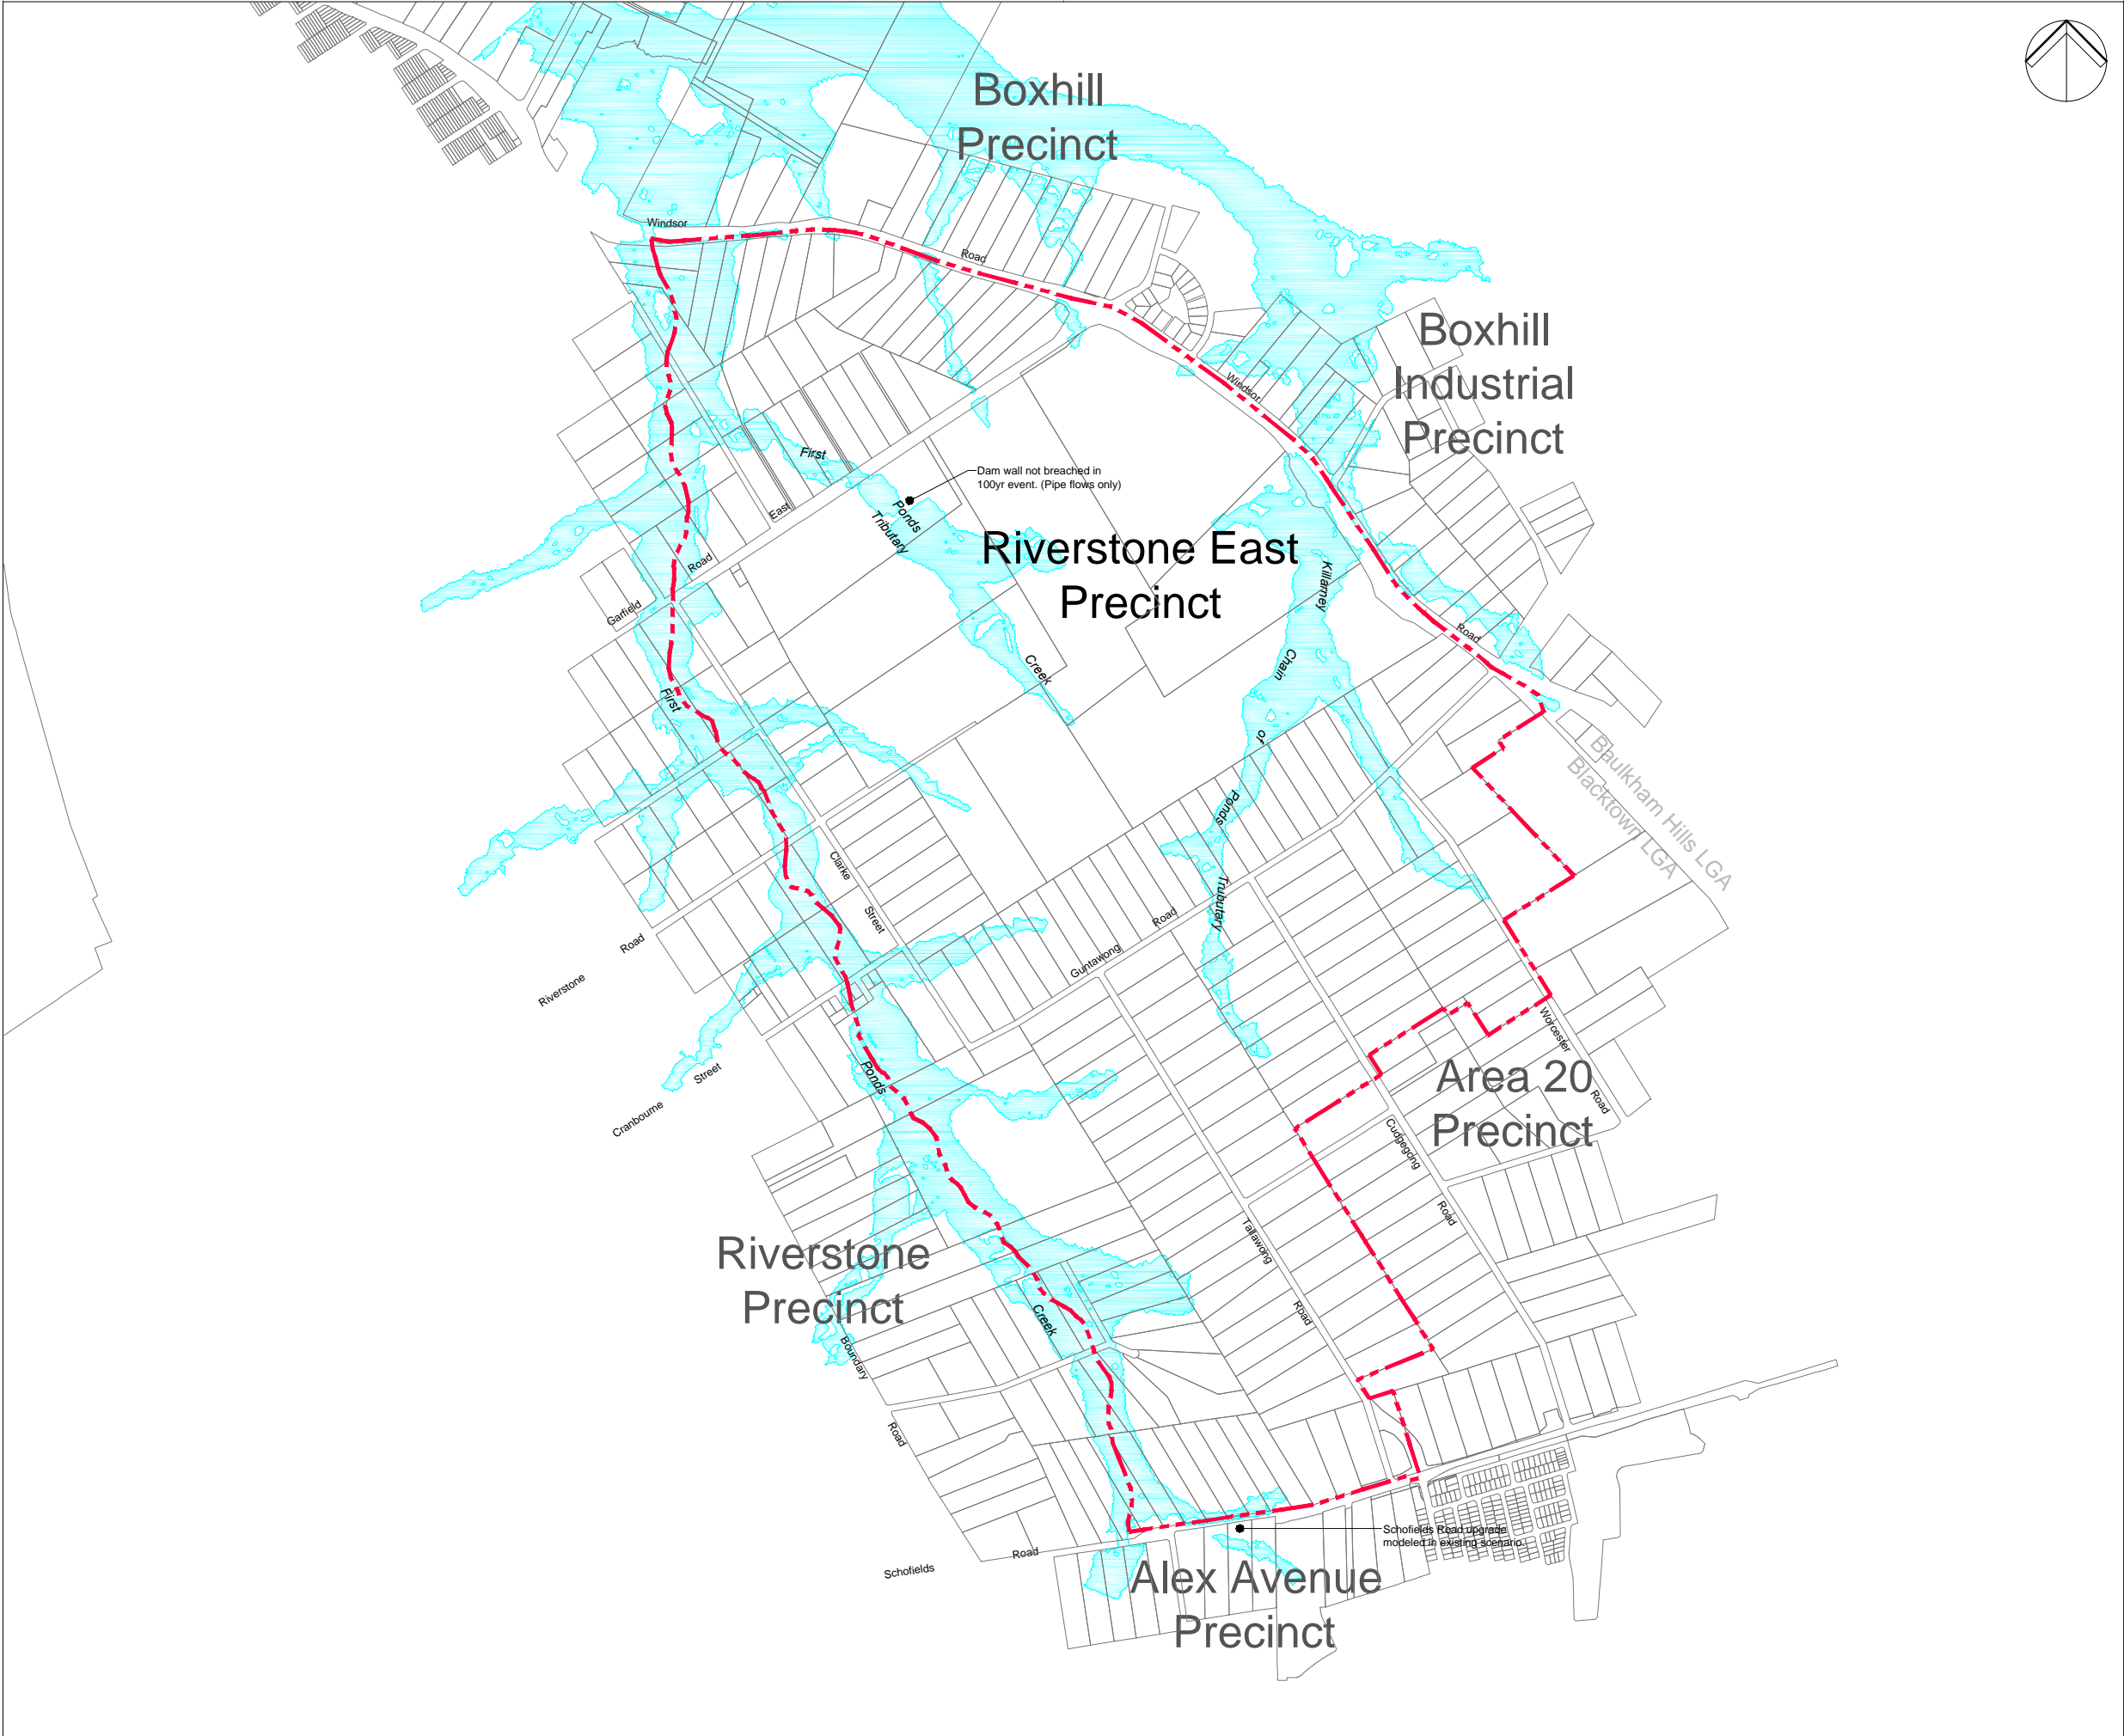 Boxhill
Precinct
Windsor
Road
Boxhill
Industrial
Precinct
Windsor
First
Dam wall not breached in
100yr event. (Pipe flows only)
Ponds
Tributary
East
Riverstone East
Precinct
Road
Killarney
Garfield
Road
Chain
Creek
First
of
Baulkham Hills LGA
Blacktown LGA
Ponds
Clarke
Street
Trubutary
Road
Guntawong
Road
Riverstone
Worcester
Area 20
Precinct
Road
Ponds
Street
Cranbourne
Cudgegong
Road
Tallawong
Road
Riverstone
Precinct
Creek
Boundary
Road
Schofields Road upgrade
modeled in existing scenario.
Road
Schofields
Alex Avenue
Precinct